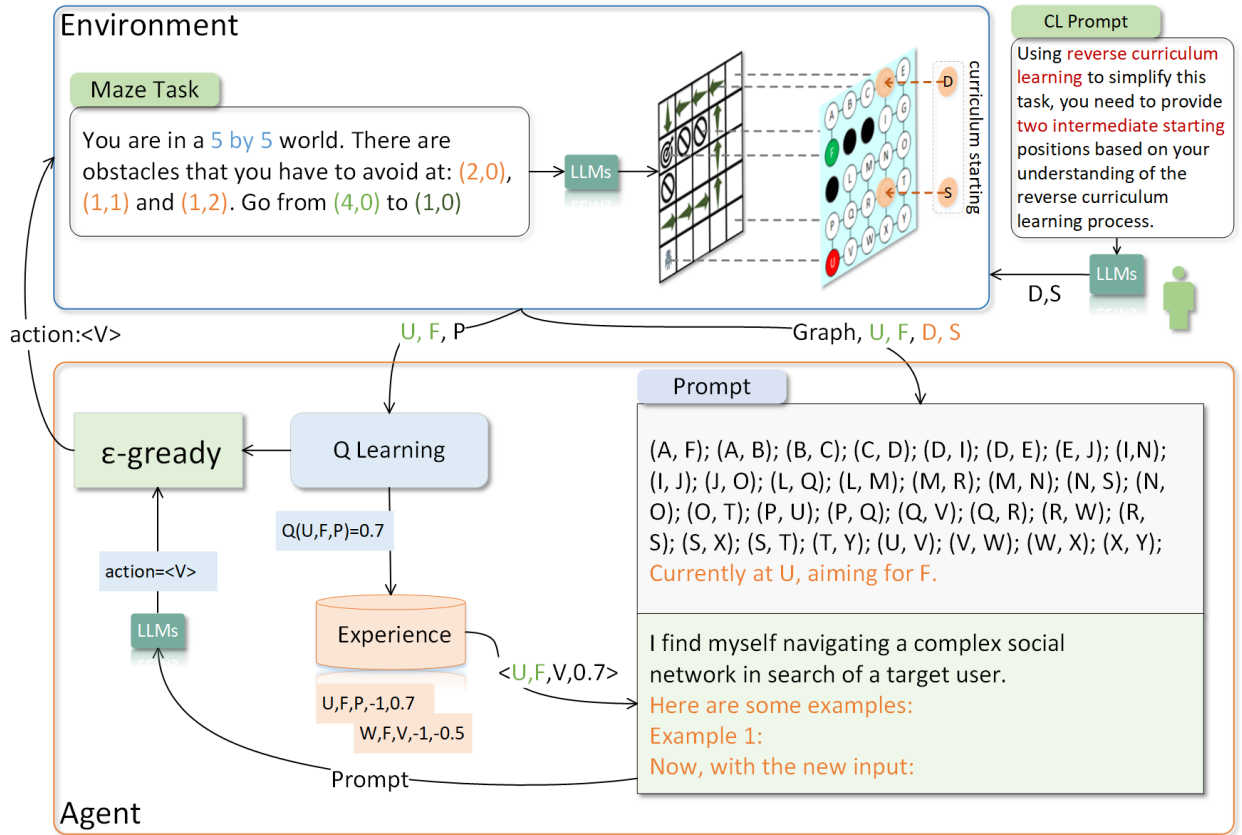 Environment
CL Prompt
Using reverse curriculum
learning to simplify this
task, you need to provide
two intermediate starting
positions based on your
understanding of the
reverse curriculum
learning process.
Maze Task
You are in a 5 by 5 world. There are
obstacles that you have to avoid at: (2,0),
(1,1) and (1,2). Go from (4,0) to (1,0)
LLMs
A
B
C
E
F
I
G
L
M
N
O
P
Q
R
T
U
V
W
X
Y
D
S
curriculum starting
LLMs
D,S
action:<V>
U, F, P
Graph, U, F, D, S
Prompt
ε-gready
Q Learning
(A, F); (A, B); (B, C); (C, D); (D, I); (D, E); (E, J); (I,N);
(I, J); (J, O); (L, Q); (L, M); (M, R); (M, N); (N, S); (N,
O); (O, T); (P, U); (P, Q); (Q, V); (Q, R); (R, W); (R,
S); (S, X); (S, T); (T, Y); (U, V); (V, W); (W, X); (X, Y);
Currently at U, aiming for F.
Q(U,F,P)=0.7
action=<V>
LLMs
Experience
<U,F,V,0.7>
I find myself navigating a complex social
network in search of a target user.
Here are some examples:
Example 1:
Now, with the new input:
U,F,P,-1,0.7
W,F,V,-1,-0.5
Prompt
Agent